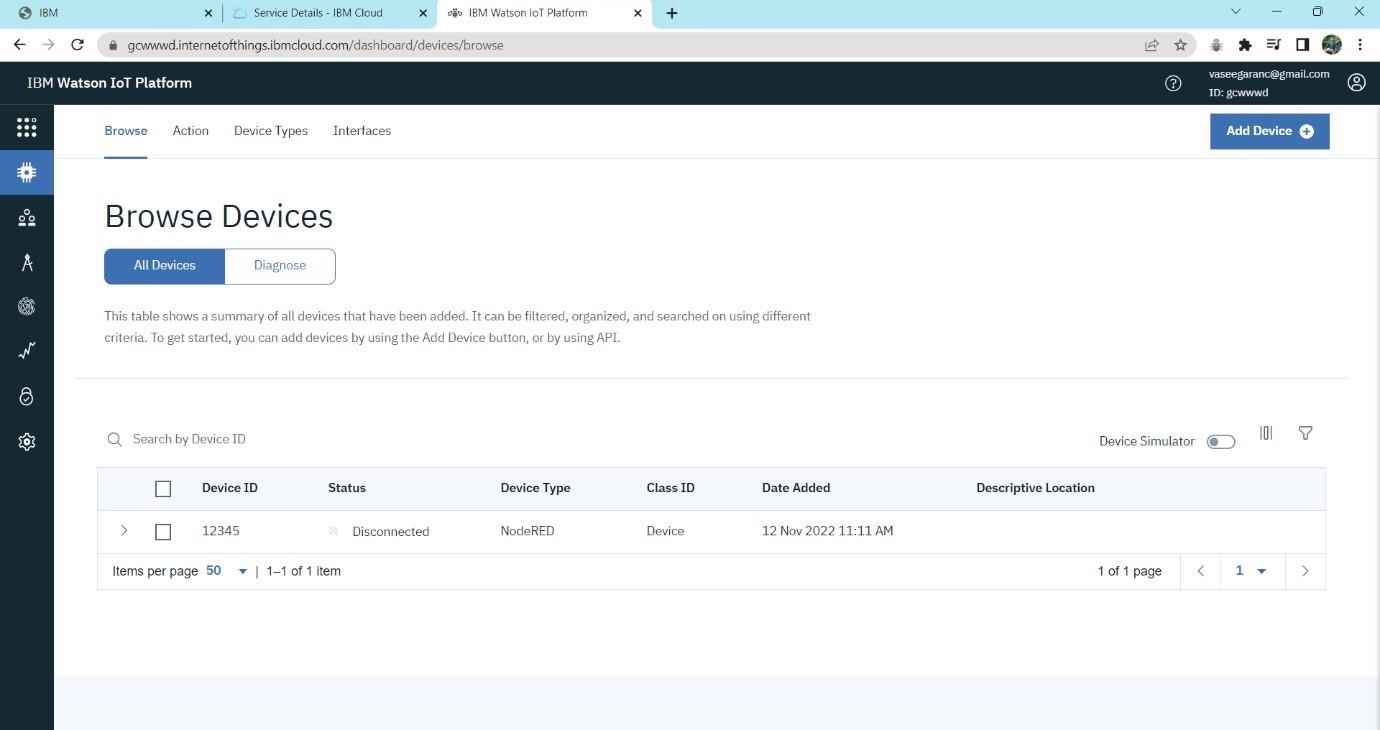 IBM
Service Details - IBM Cloud
IBM Watson IoT Platform
gcwwwd.internetofthings.ibmcloud.com/dashboard/devices/browse
IBM Watson IoT Platform
vaseegaranc@gmail.com
ID: gcwwwd
Browse Action Device Types Interfaces
Add Device
Browse Devices
All Devices Diagnose
This table shows a summary of all devices that have been added. It can be filtered, organized, and searched on using different
criteria. To get started, you can add devices by using the Add Device button, or by using API.
Search by Device ID
Device Simulator
Device ID Status Device Type Class ID Date Added Descriptive Location
12345 Disconnected NodeRED Device 12 Nov 2022 11:11 AM
Items per page 50 | 1–1 of 1 item 1 of 1 page 1